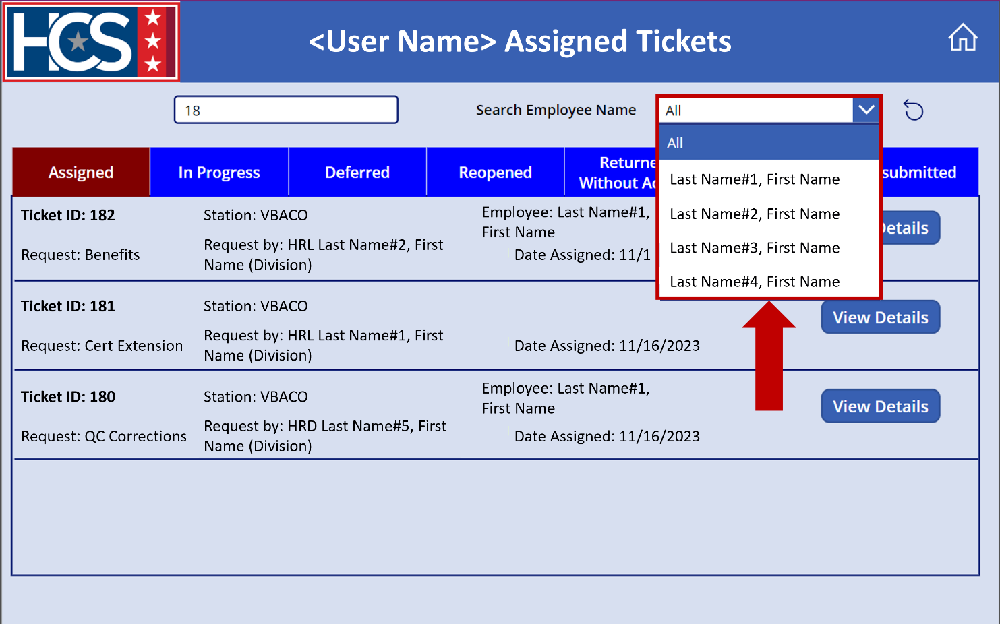 HCS
<User Name> Assigned Tickets
18
Search Employee Name
All
All
Last Name#1, First Name
Last Name#2, First Name
Last Name#3, First Name
Last Name#4, First Name
Assigned
In Progress
Deferred
Reopened
Without
Ticket ID: 182
Station: VBACO
Employee: Last Name#1,
First Name
Request: Benefits
Request by: HRL Last Name#2, First
Name (Division)
Date Assigned: 11/1
Details
Ticket ID: 181
Station: VBACO
Request: Cert Extension
Request by: HRL Last Name#1, First
Name (Division)
Date Assigned: 11/16/2023
View Details
Ticket ID: 180
Station: VBACO
Employee: Last Name#1,
First Name
Request: QC Corrections
Request by: HRD Last Name#5, First
Name (Division)
Date Assigned: 11/16/2023
View Details